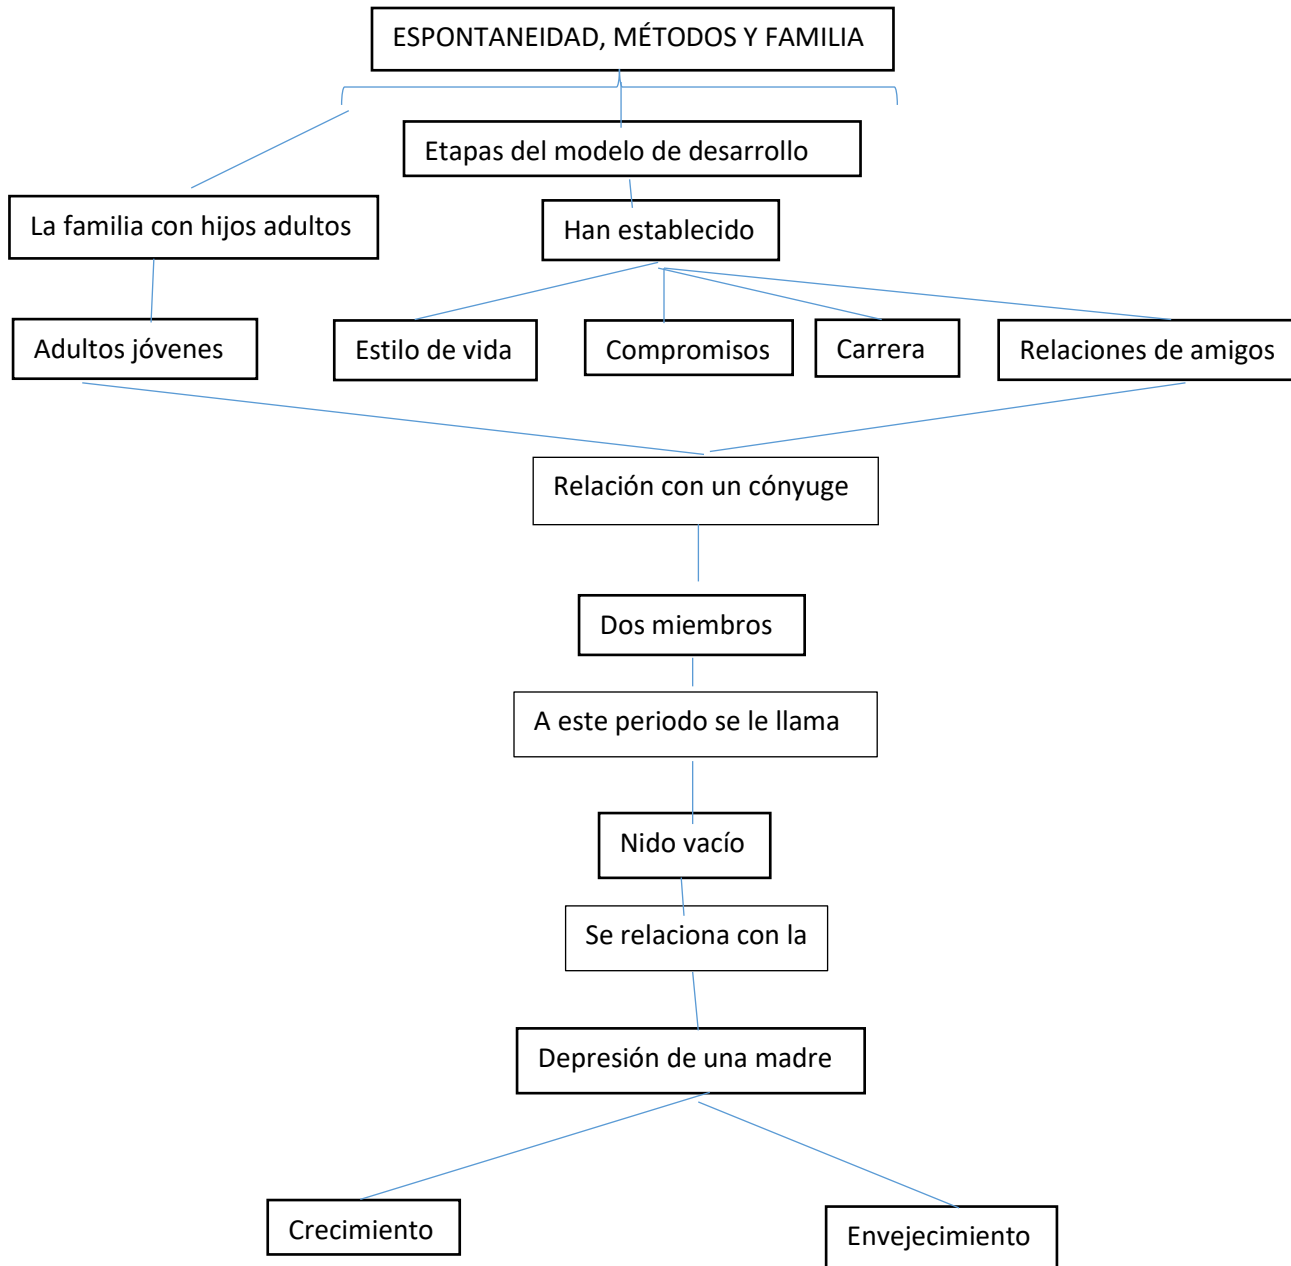 ESPONTANEIDAD, MÉTODOS Y FAMILIA
Etapas del modelo de desarrollo
La familia con hijos adultos
Han establecido
Adultos jóvenes
Estilo de vida
Compromisos
Carrera
Relaciones de amigos
Relación con un cónyuge
Dos miembros
A este periodo se le llama
Nido vacío
Se relaciona con la
Depresión de una madre
Crecimiento
Envejecimiento